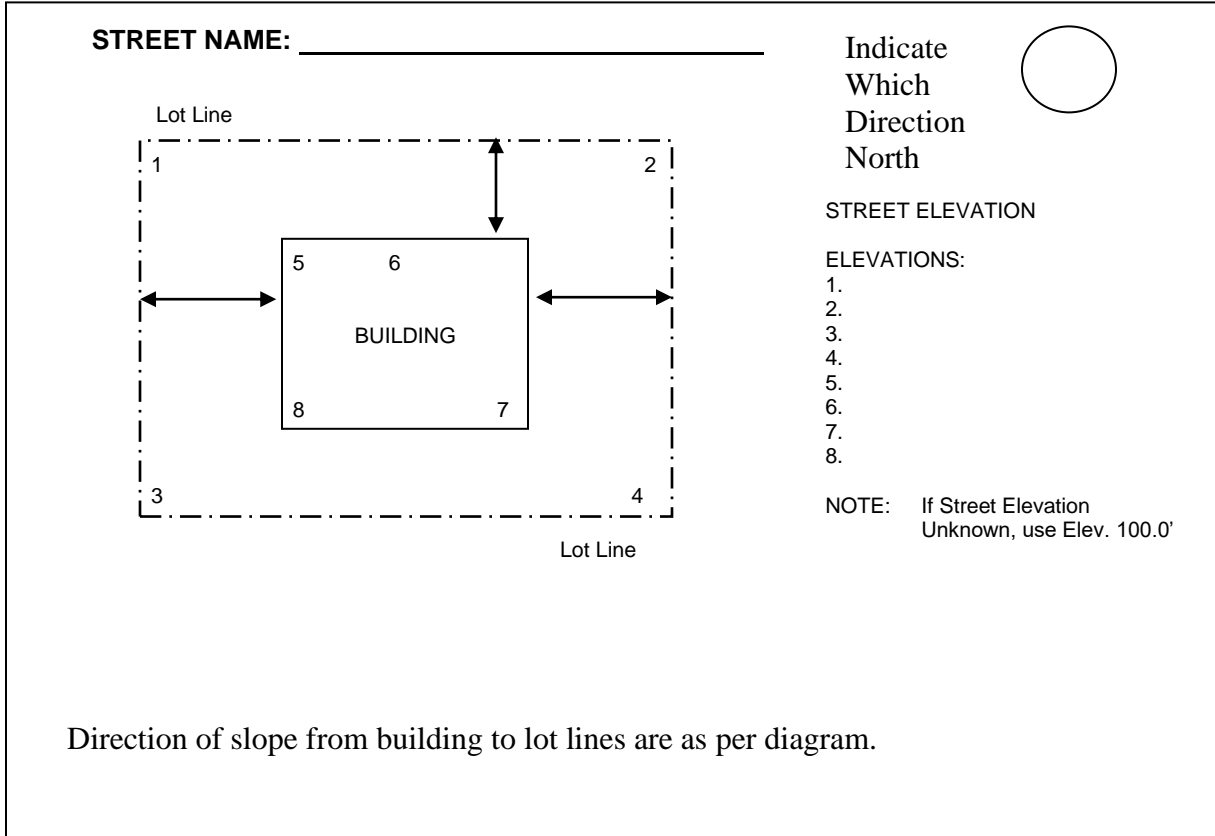 STREET NAME:
Indicate
Which
Direction
North
Lot Line
1
2
5 6
BUILDING
8 7
3
4
Lot Line
STREET ELEVATION
ELEVATIONS:
1.
2.
3.
4.
5.
6.
7.
8.
NOTE: If Street Elevation
Unknown, use Elev. 100.0’
Direction of slope from building to lot lines are as per diagram.